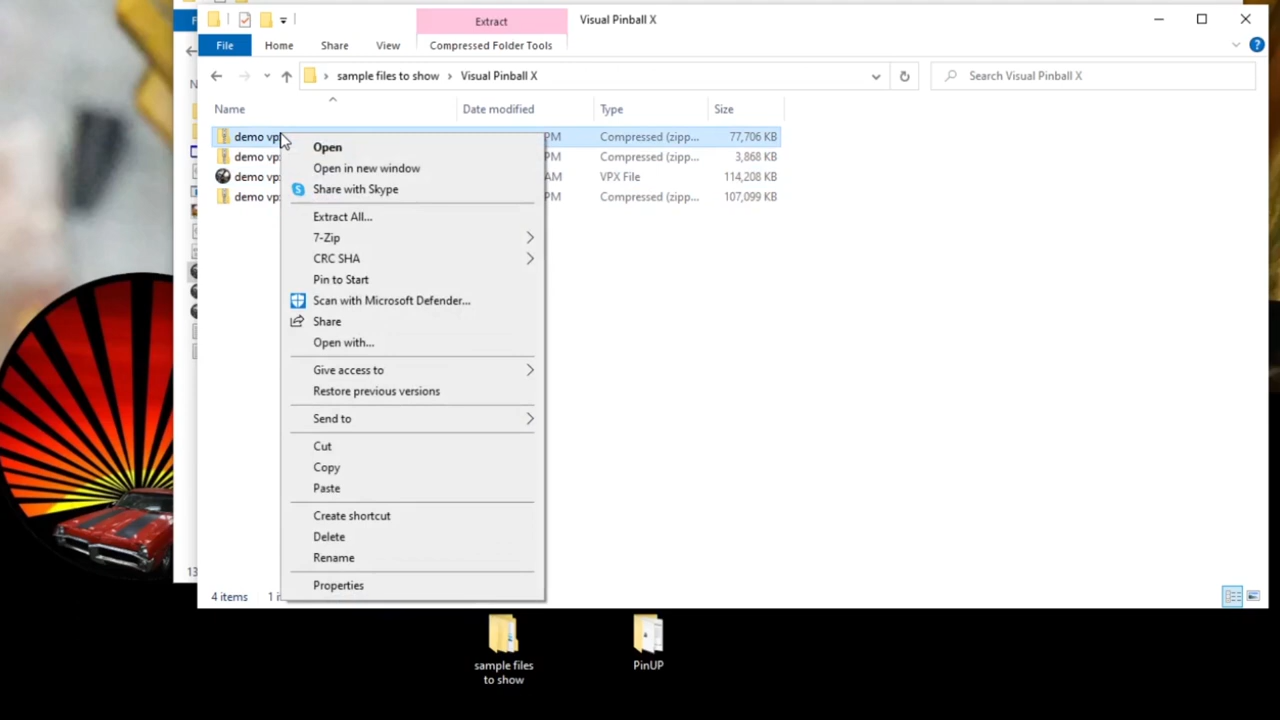 Extract
Visual Pinball X
File
Home
Share
View
Compressed Folder Tools
sample files to show
Visual Pinball X
Search Visual Pinball X
Name
Date modified
Type
Size
demo vp
PM
Compressed (zipp...
77,706 KB
demo vp
PM
Compressed (zipp...
3,868 KB
demo vp
AM
VPX File
114,208 KB
demo vp
PM
Compressed (zipp...
107,099 KB
Open
Open in new window
Share with Skype
Extract All...
7-Zip
CRC SHA
Pin to Start
Scan with Microsoft Defender...
Share
Open with...
Give access to
Restore previous versions
Send to
Cut
Copy
Paste
Create shortcut
Delete
Rename
Properties
13
4 items
1
sample files
to show
PinUP